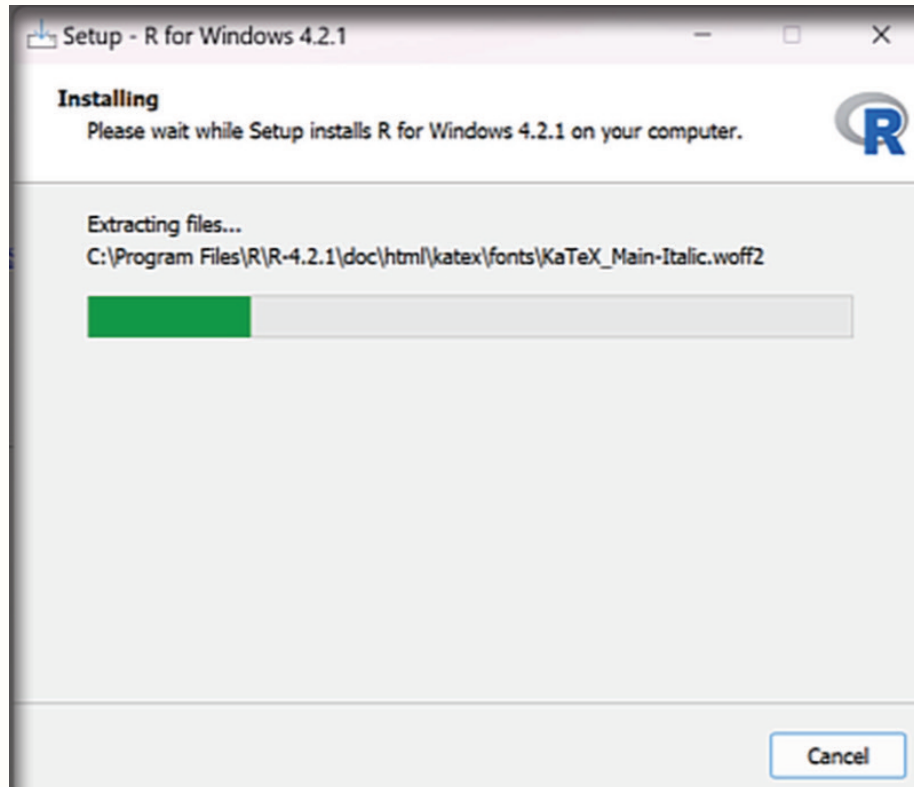 Setup - R for Windows 4.2.1
Installing
Please wait while Setup installs R for Windows 4.2.1 on your computer.
R
Extracting files...
C:\Program Files\R\R-4.2.1\doc\html\katex\fonts\KaTeX_Main-Italic.woff2
Cancel